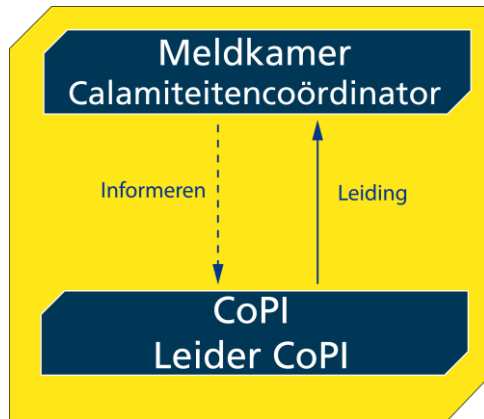 Meldkamer
Calamiteitencoördinator
Informeren
Leiding
CoPI
Leider CoPI